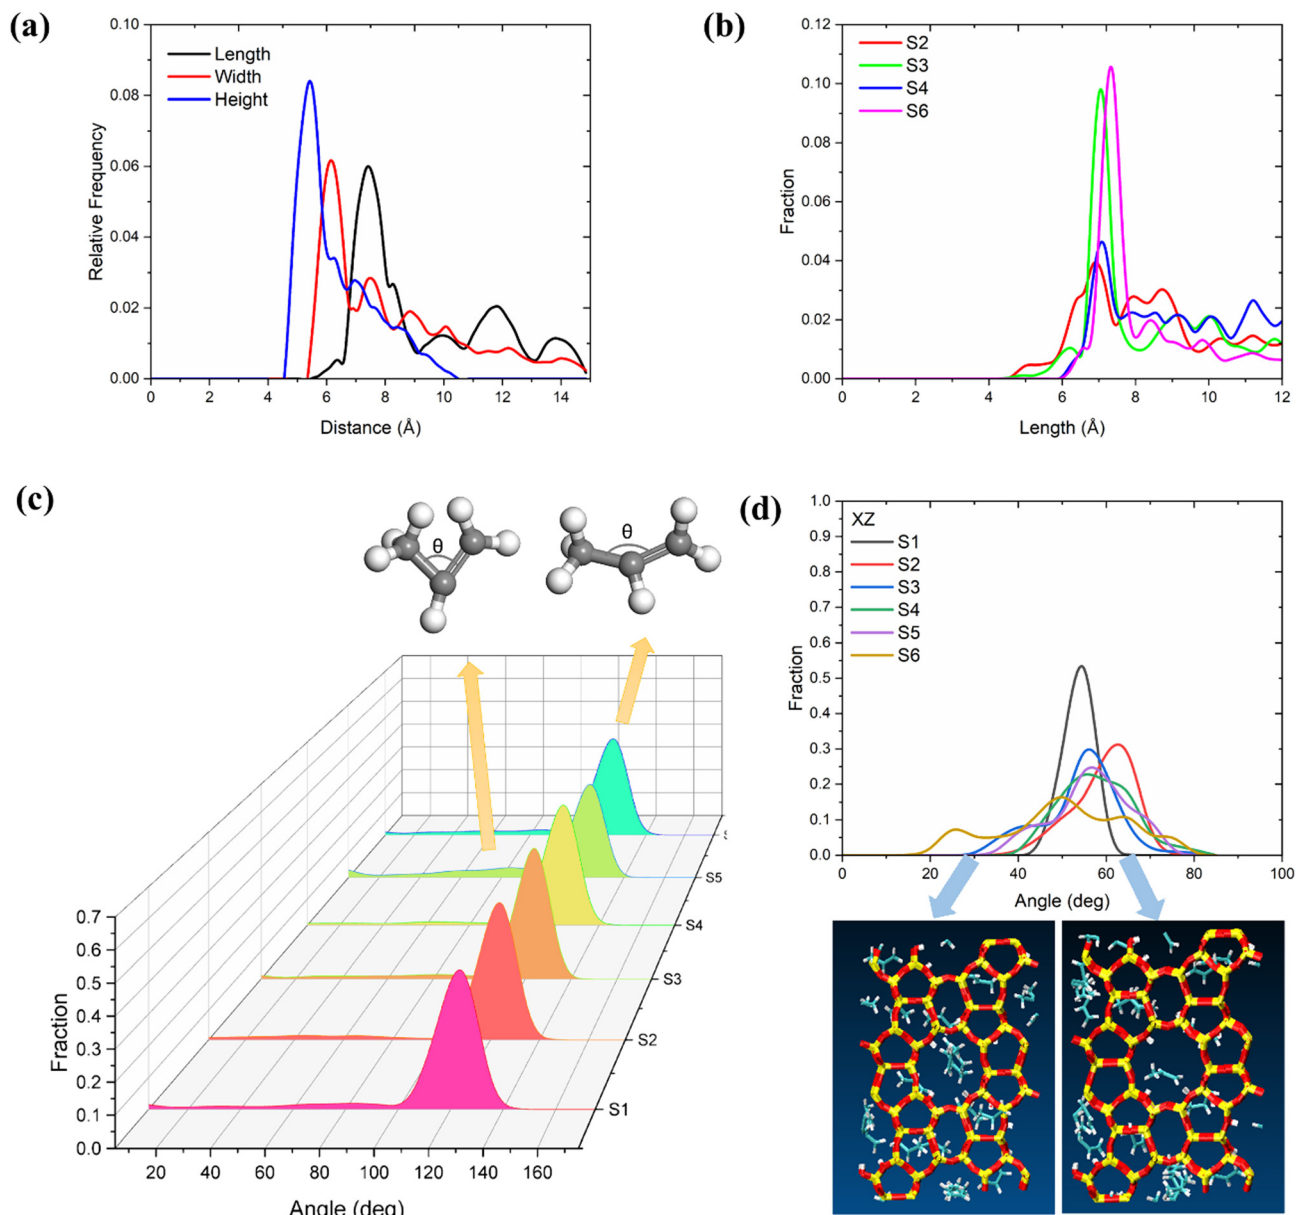 (a)
0.10
0.08
0.06
0.04
0.02
0.00
Relative Frequency
Length
Width
Height
0 2 4 6 8 10 12 14
Distance (Å)
(b)
0.12
0.10
0.08
0.06
0.04
0.02
0.00
Fraction
S2
S3
S4
S6
0 2 4 6 8 10 12
Length (Å)
(c)
θ
θ
0.7
0.6
0.5
0.4
0.3
0.2
0.1
0.0
Fraction
S5
S4
S3
S2
S1
20 40 60 80 100 120 140 160
Angle (deg)
(d)
1.0
0.9
0.8
0.7
0.6
0.5
0.4
0.3
0.2
0.1
0.0
Fraction
XZ
S1
S2
S3
S4
S5
S6
0 20 40 60 80 100
Angle (deg)